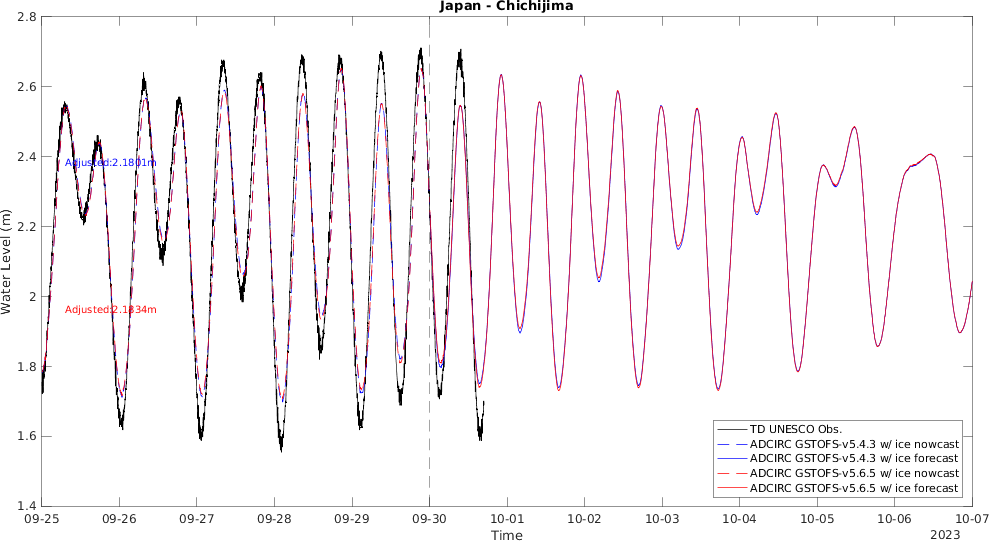 Japan - Chichijima
Water Level (m)
2.8
2.6
2.4
2.2
2
1.8
1.6
1.4
Adjusted:2.1801m
Adjusted:2.1834m
TD UNESCO Obs.
ADCIRC GSTOFS-v5.4.3 w/ ice nowcast
ADCIRC GSTOFS-v5.4.3 w/ ice forecast
ADCIRC GSTOFS-v5.6.5 w/ ice nowcast
ADCIRC GSTOFS-v5.6.5 w/ ice forecast
09-25 09-26 09-27 09-28 09-29 09-30 10-01 10-02 10-03 10-04 10-05 10-06 10-07
Time
2023